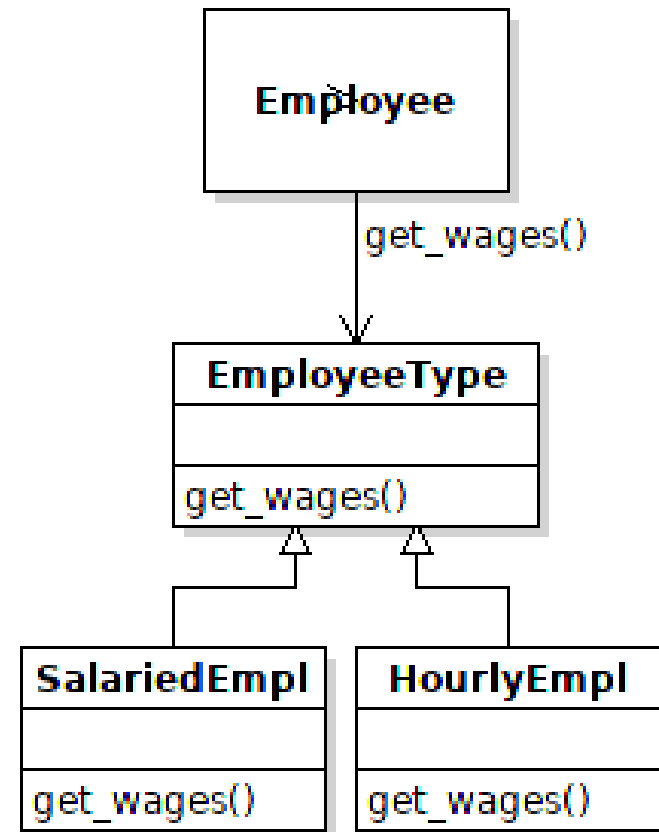 Employee
get_wages()
EmployeeType
get_wages()
SalariedEmpl
HourlyEmpl
get_wages()
get_wages()